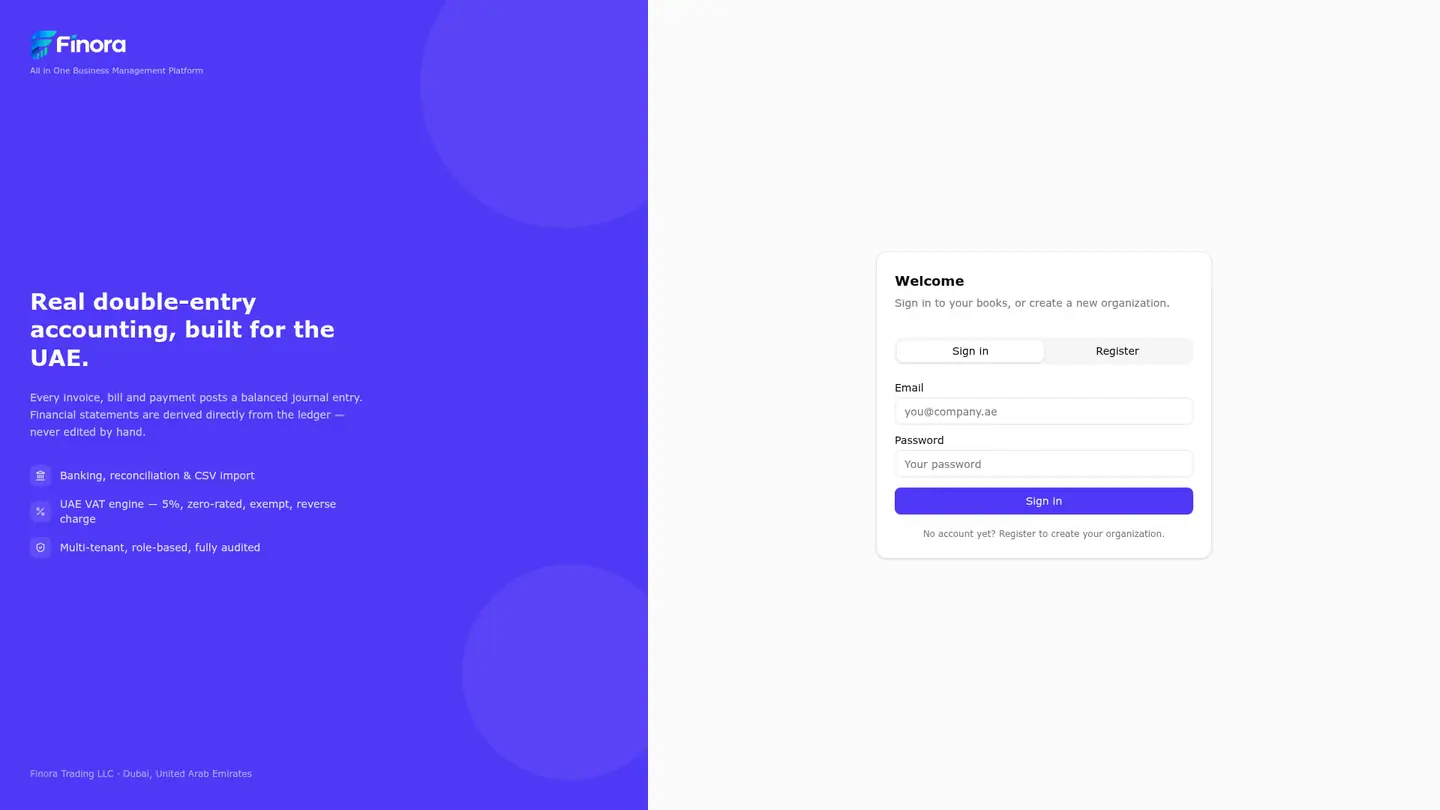 Finora
All in One Business Management Platform
Real double-entry
accounting, built for the
UAE.
Every invoice, bill and payment posts a balanced journal entry.
Financial statements are derived directly from the ledger —
never edited by hand.
Banking, reconciliation & CSV import
UAE VAT engine — 5%, zero-rated, exempt, reverse
charge
Multi-tenant, role-based, fully audited
Finora Trading LLC · Dubai, United Arab Emirates
Welcome
Sign in to your books, or create a new organization.
Sign in
Register
Email
you@company.ae
Password
Your password
Sign in
No account yet? Register to create your organization.